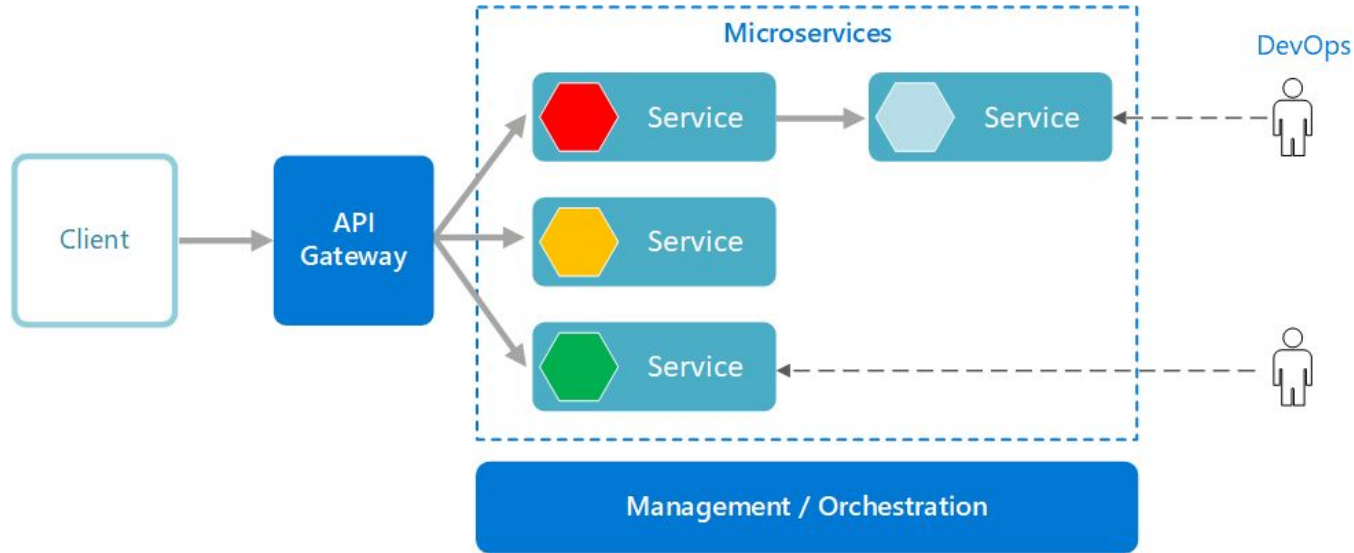 Microservices
DevOps
Service
Service
Client
API
Gateway
Service
Service
Management / Orchestration